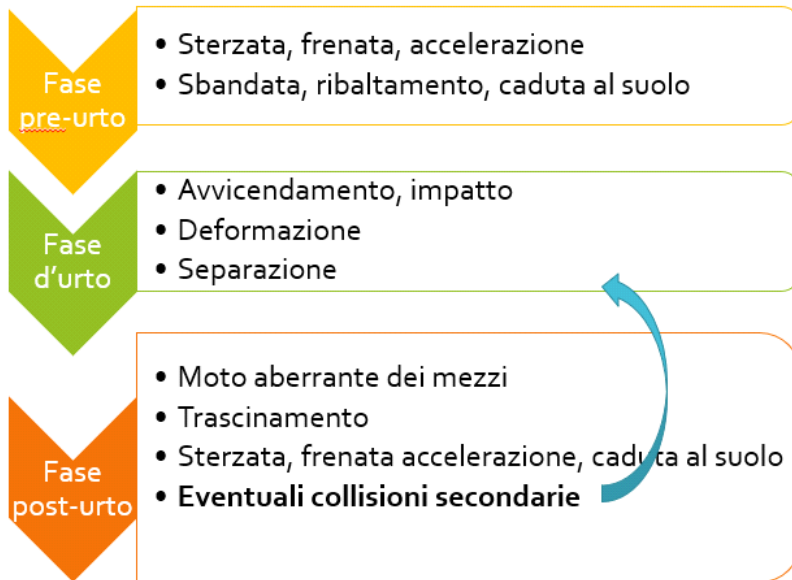 Fase
pre-urto
• Sterzata, frenata, accelerazione
• Sbandata, ribaltamento, caduta al suolo
Fase
d'urto
• Avvicendamento, impatto
• Deformazione
• Separazione
Fase
post-urto
• Moto aberrante dei mezzi
• Trascinamento
• Sterzata, frenata accelerazione, caduta al suolo
• Eventuali collisioni secondarie